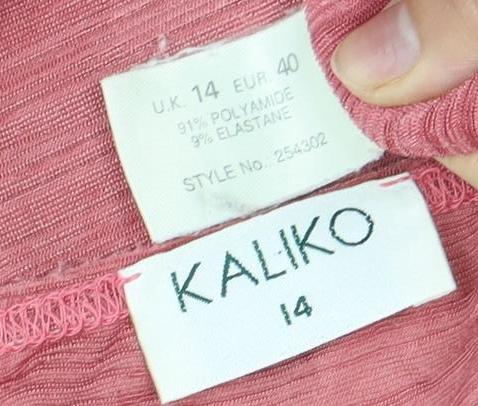 U.K. 14 EUR. 40
91% POLYAMIDE
9% ELASTANE
STYLE No.: 254302
KALIKO
14